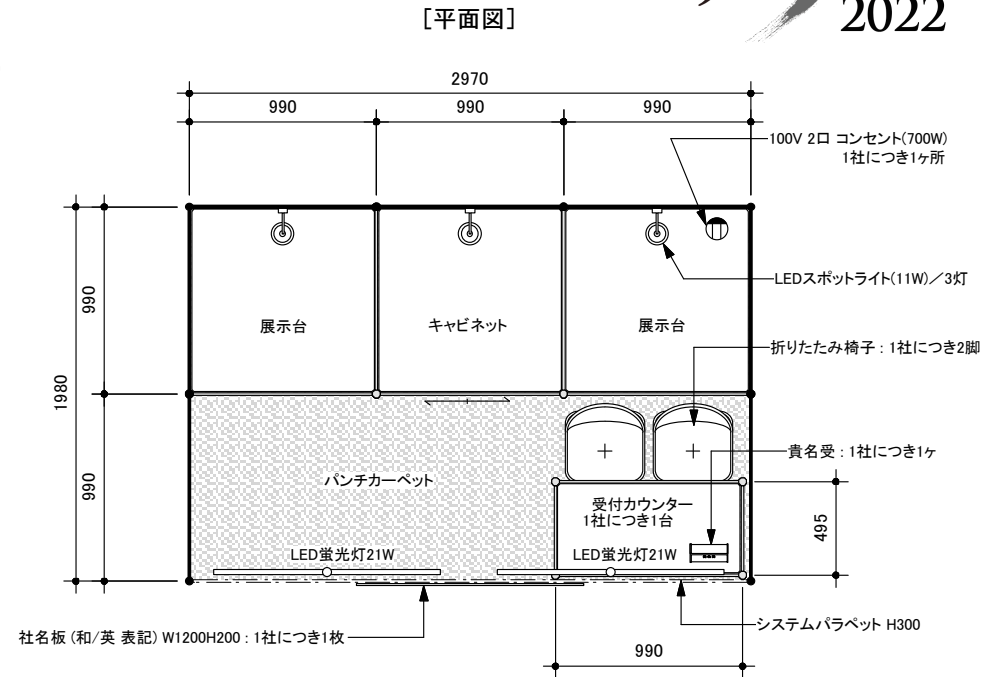 [平面図]
2022
2970
990
990
990
100V 2口 コンセント(700W)
1社につき1ヶ所
LEDスポットライト(11W)／3灯
990
展示台
キャビネット
展示台
折りたたみ椅子 : 1社につき2脚
1980
990
パンチカーペット
貴名受 : 1社につき1ヶ
受付カウンター
1社につき1台
495
LED蛍光灯21W
LED蛍光灯21W
社名板 (和/英 表記) W1200H200 : 1社につき1枚
システムパラペット H300
990